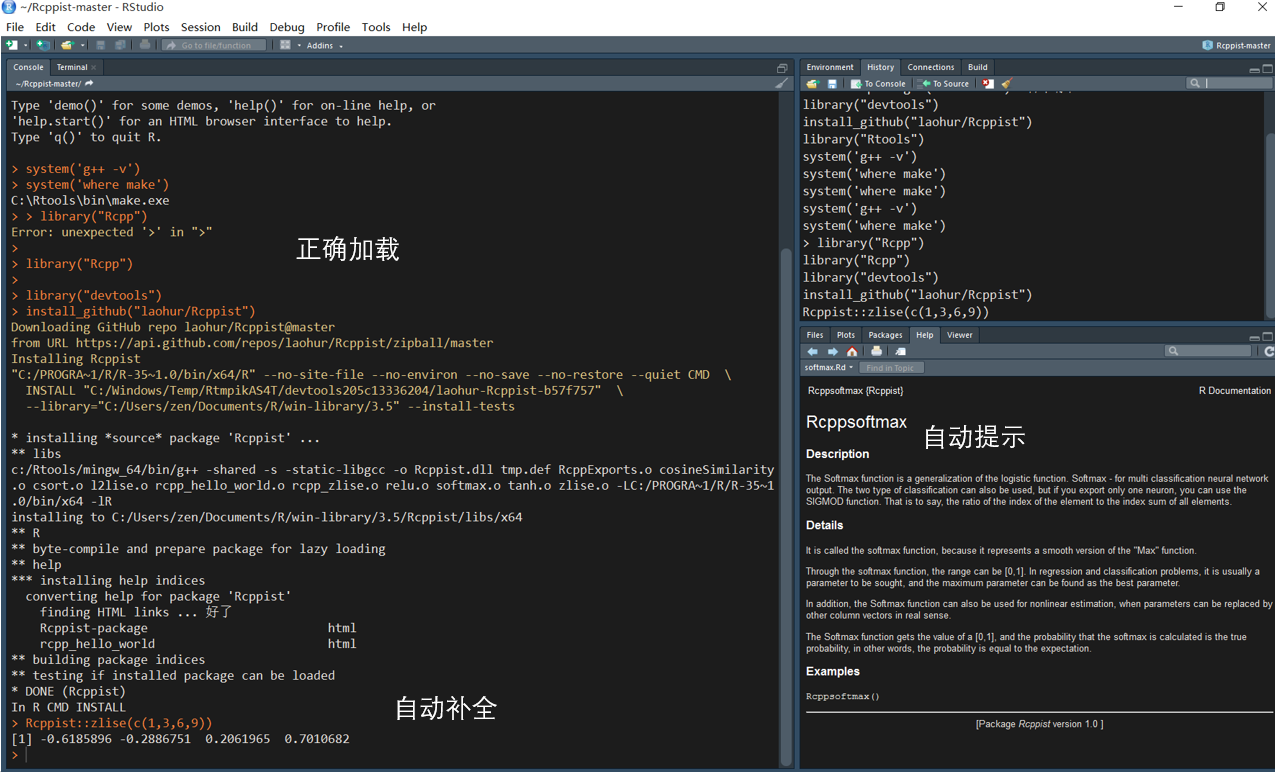 ~/Rcppist-master - RStudio
File Edit Code View Plots Session Build Debug Profile Tools Help
Go to file/function Addins Rcppist-master
Console Terminal
~/Rcppist-master/
Type 'demo()' for some demos, 'help()' for on-line help, or
'help.start()' for an HTML browser interface to help.
Type 'q()' to quit R.
> system('g++ -v')
> system('where make')
C:\Rtools\bin\make.exe
> > library("Rcpp")
Error: unexpected '>' in ">"
>
正确加载
> library("Rcpp")
>
> library("devtools")
> install_github("laohur/Rcppist")
Downloading GitHub repo laohur/Rcppist@master
from URL https://api.github.com/repos/laohur/Rcppist/zipball/master
Installing Rcppist
"C:/PROGRA~1/R/R-35~1.0/bin/x64/R" --no-site-file --no-environ --no-save --no-restore --quiet CMD \
INSTALL "C:/Windows/Temp/RtmpikAS4T/devtools205c13336204/laohur-Rcppist-b57f757" \
--library="C:/Users/zen/Documents/R/win-library/3.5" --install-tests
* installing *source* package 'Rcppist' ...
** libs
c:/Rtools/mingw_64/bin/g++ -shared -s -static-libgcc -o Rcppist.dll tmp.def RcppExports.o cosineSimilarity
.o csort.o l2lise.o rcpp_hello_world.o rcpp_zlise.o relu.o softmax.o tanh.o zlise.o -LC:/PROGRA~1/R/R-35~1
.0/bin/x64 -lR
installing to C:/Users/zen/Documents/R/win-library/3.5/Rcppist/libs/x64
** R
** byte-compile and prepare package for lazy loading
** help
*** installing help indices
converting help for package 'Rcppist'
finding HTML links ... 好了
Rcppist-package html
rcpp_hello_world html
** building package indices
** testing if installed package can be loaded
* DONE (Rcppist)
In R CMD INSTALL
自动补全
> Rcppist::zlise(c(1,3,6,9))
[1] -0.6185896 -0.2886751 0.2061965 0.7010682
>
Environment History Connections Build
To Console To Source
library("devtools")
install_github("laohur/Rcppist")
library("Rtools")
system('g++ -v')
system('where make')
system('where make')
system('g++ -v')
system('where make')
> library("Rcpp")
library("Rcpp")
library("devtools")
install_github("laohur/Rcppist")
Rcppist::zlise(c(1,3,6,9))
Files Plots Packages Help Viewer
softmax.Rd Find in Topic
Rcppsoftmax {Rcppist} R Documentation
Rcppsoftmax
自动提示
Description
The Softmax function is a generalization of the logistic function. Softmax - for multi classification neural network
output. The two type of classification can also be used, but if you export only one neuron, you can use the
SIGMOD function. That is to say, the ratio of the index of the element to the index sum of all elements.
Details
It is called the softmax function, because it represents a smooth version of the "Max" function.
Through the softmax function, the range can be [0,1]. In regression and classification problems, it is usually a
parameter to be sought, and the maximum parameter can be found as the best parameter.
In addition, the Softmax function can also be used for nonlinear estimation, when parameters can be replaced by
other column vectors in real sense.
The Softmax function gets the value of a [0,1], and the probability that the softmax is calculated is the true
probability, in other words, the probability is equal to the expectation.
Examples
Rcppsoftmax()
[Package Rcppist version 1.0 ]